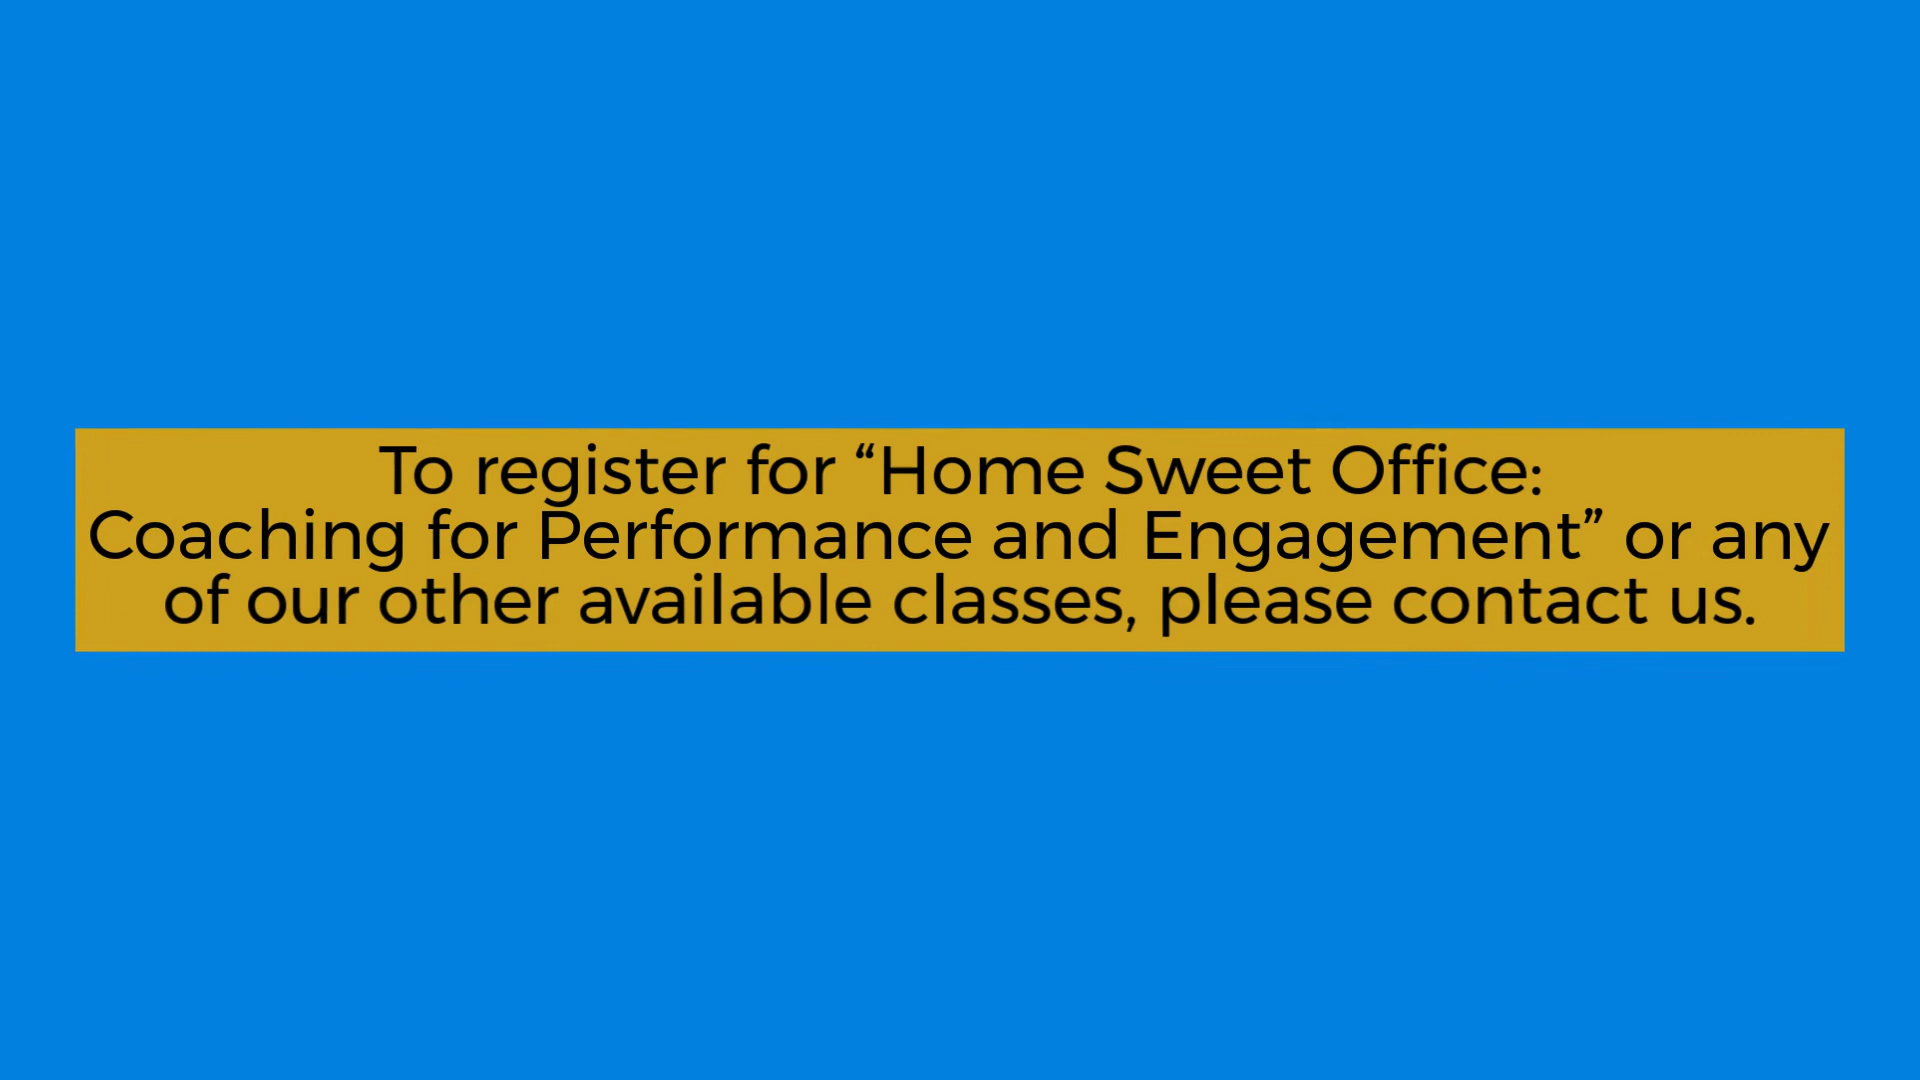 To register for “Home Sweet Office:
Coaching for Performance and Engagement” or any
of our other available classes, please contact us.